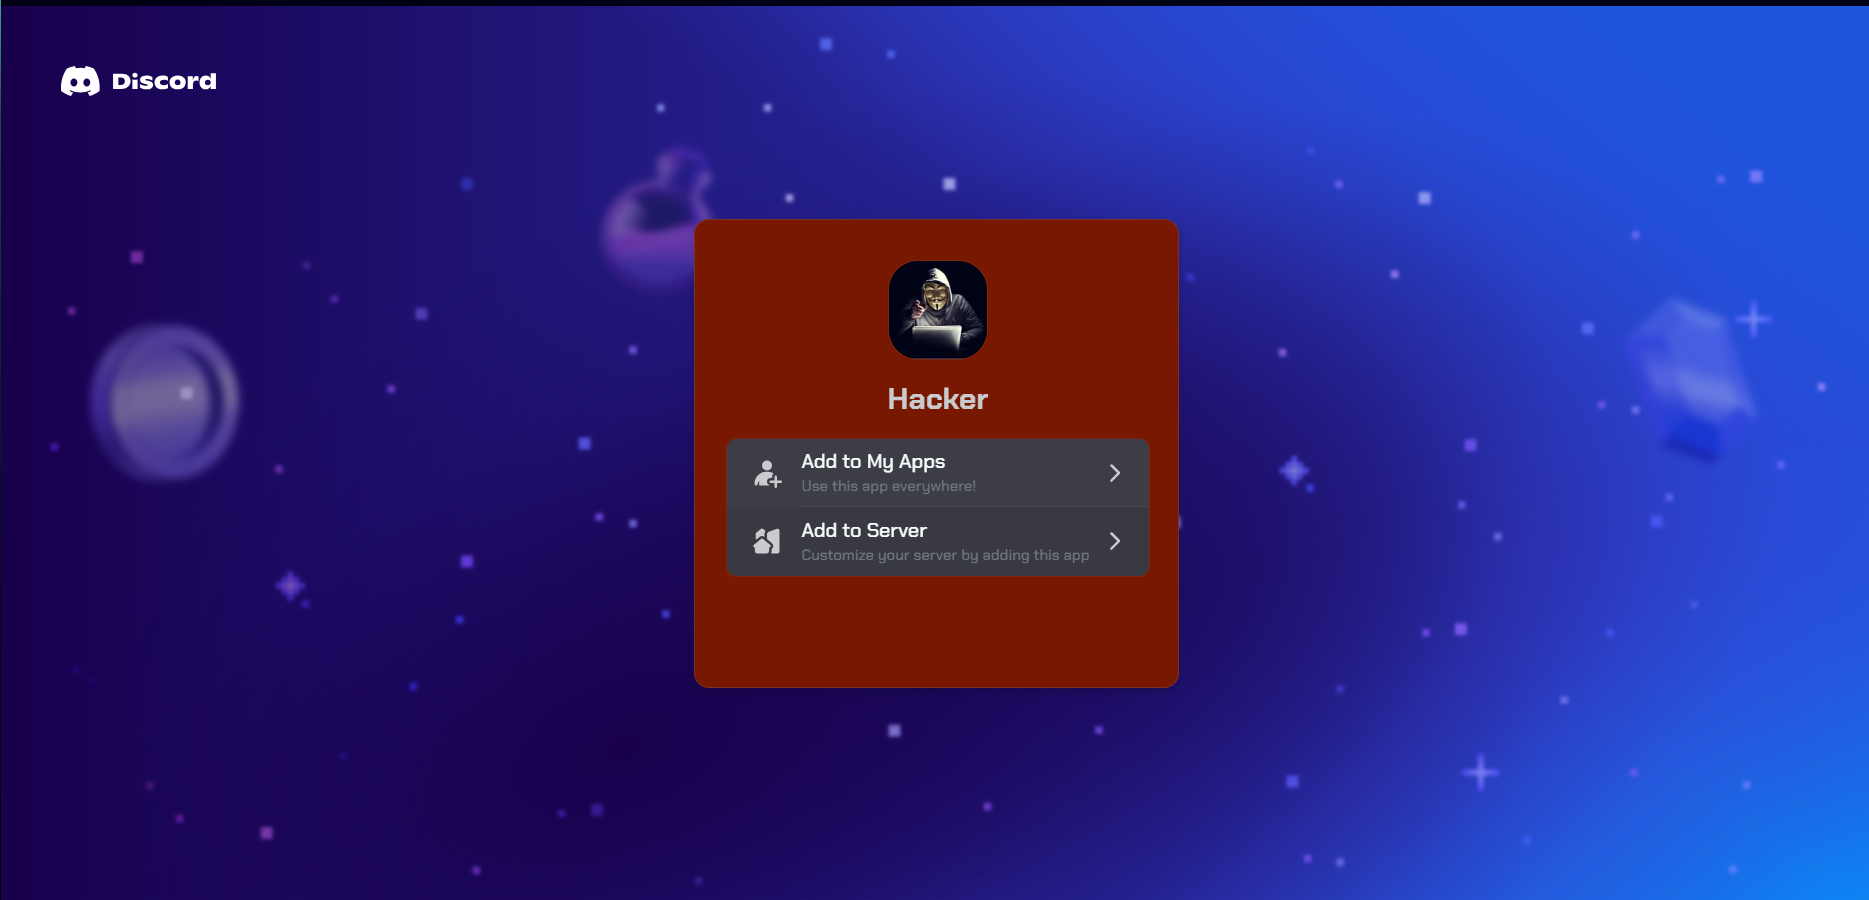 Discord
Hacker
Add to My Apps
Use this app everywhere!
Add to Server
Customize your server by adding this app